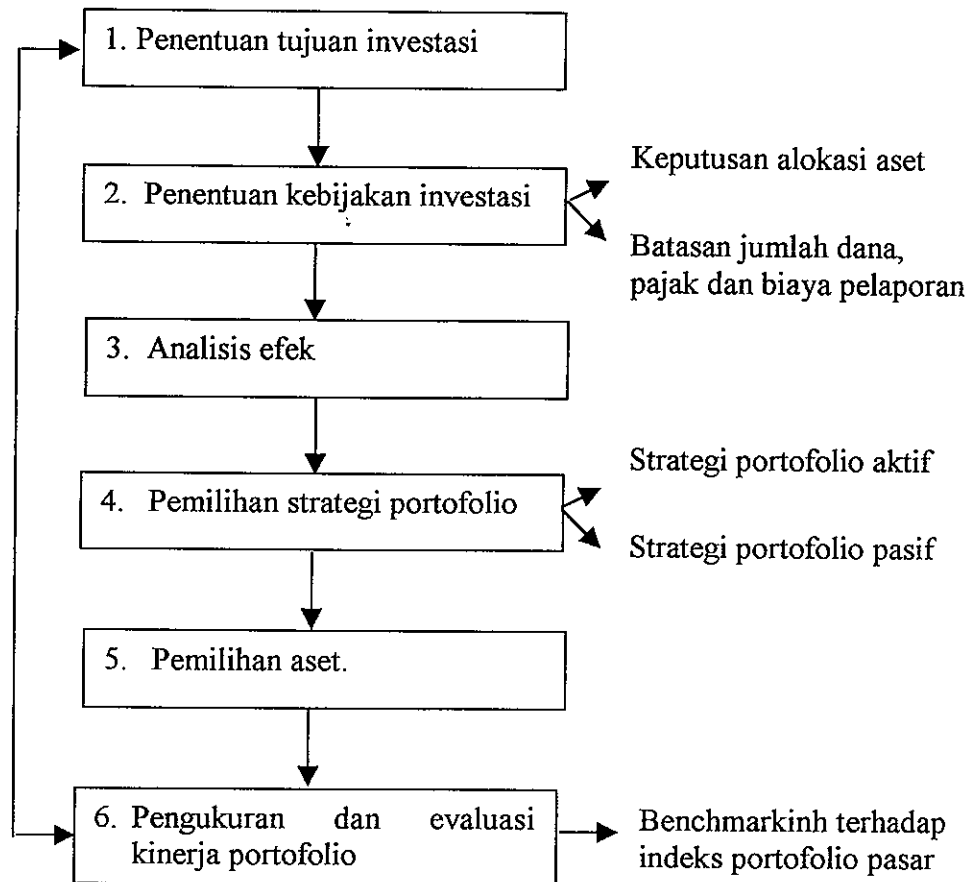 1. Penentuan tujuan investasi
2. Penentuan kebijakan investasi
Keputusan alokasi aset
Batasan jumlah dana,
pajak dan biaya pelaporan
3. Analisis efek
4. Pemilihan strategi portofolio
Strategi portofolio aktif
Strategi portofolio pasif
5. Pemilihan aset.
6. Pengukuran dan evaluasi
kinerja portofolio
Benchmarkinh terhadap
indeks portofolio pasar